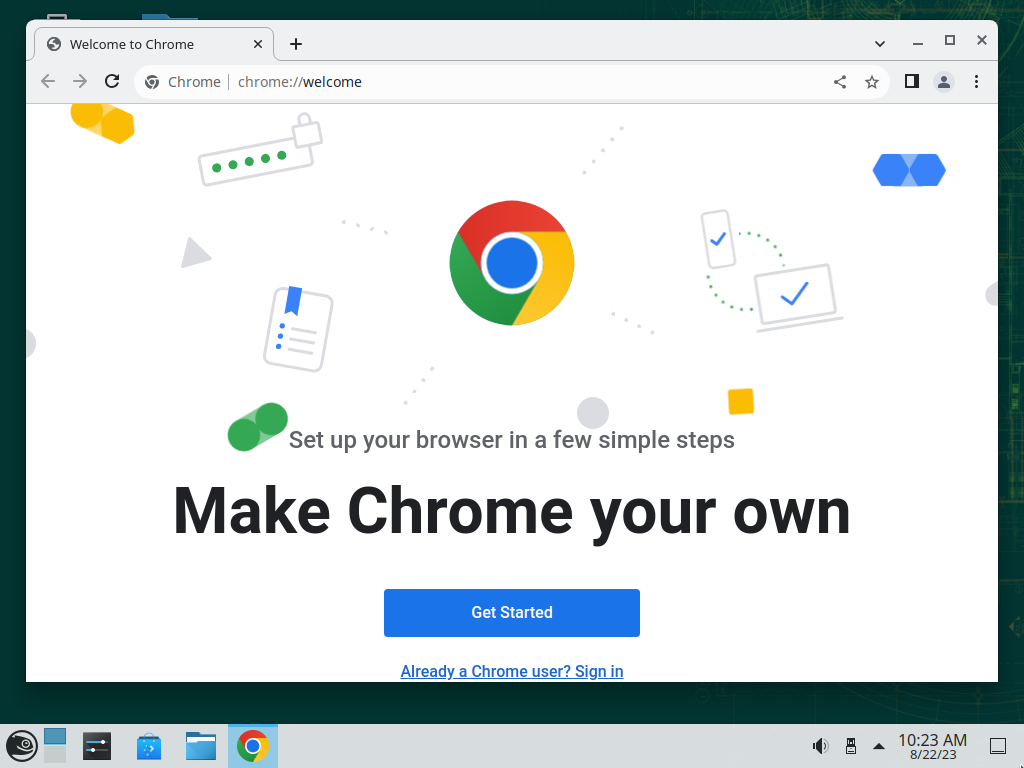 Welcome to Chrome
Chrome | chrome://welcome
Set up your browser in a few simple steps
Make Chrome your own
Get Started
Already a Chrome user? Sign in
10:23 AM
8/22/23